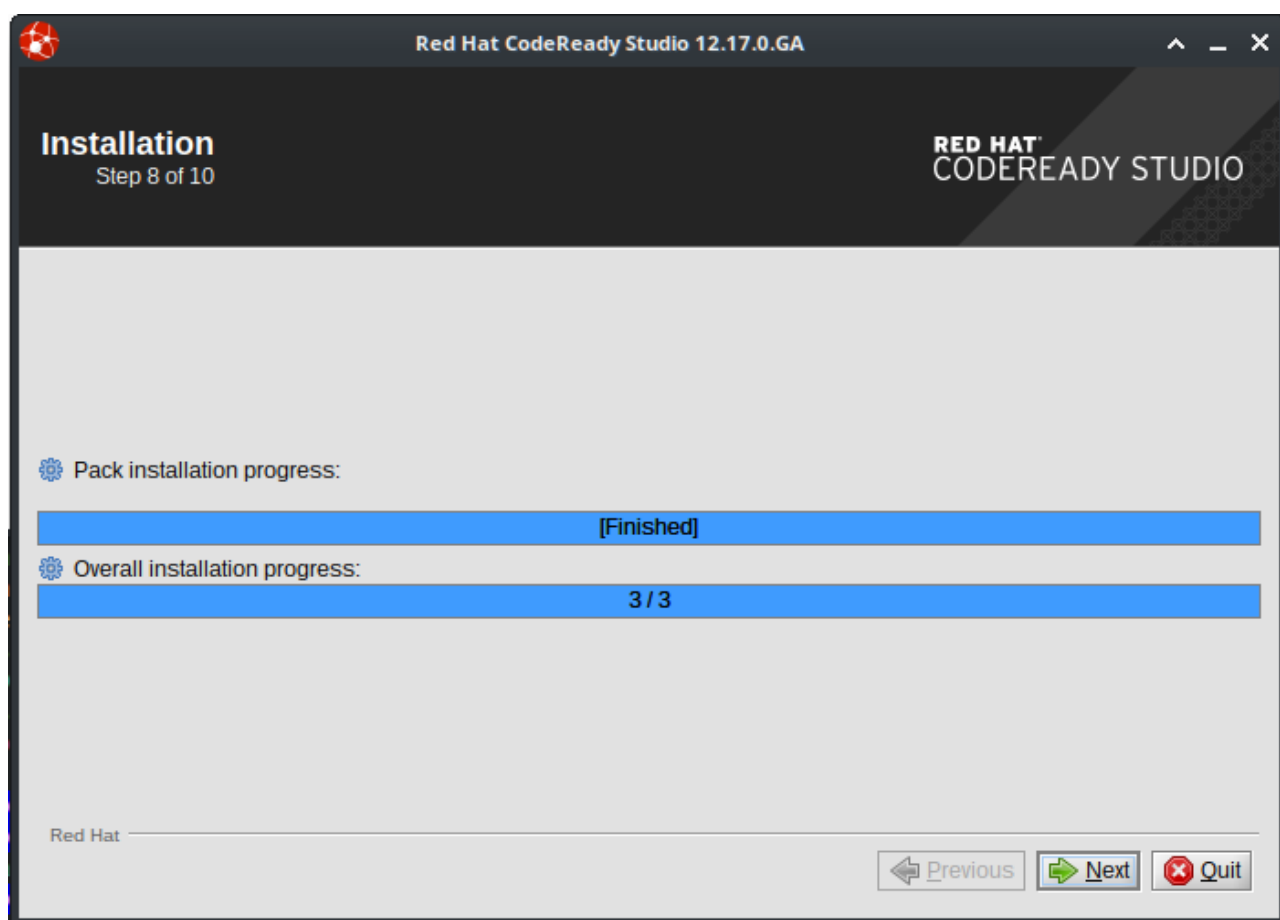 Red Hat CodeReady Studio 12.17.0.GA
Installation
Step 8 of 10
RED HAT
CODEREADY STUDIO
Pack installation progress:
[Finished]
Overall installation progress:
3 / 3
Red Hat
Previous
Next
Quit